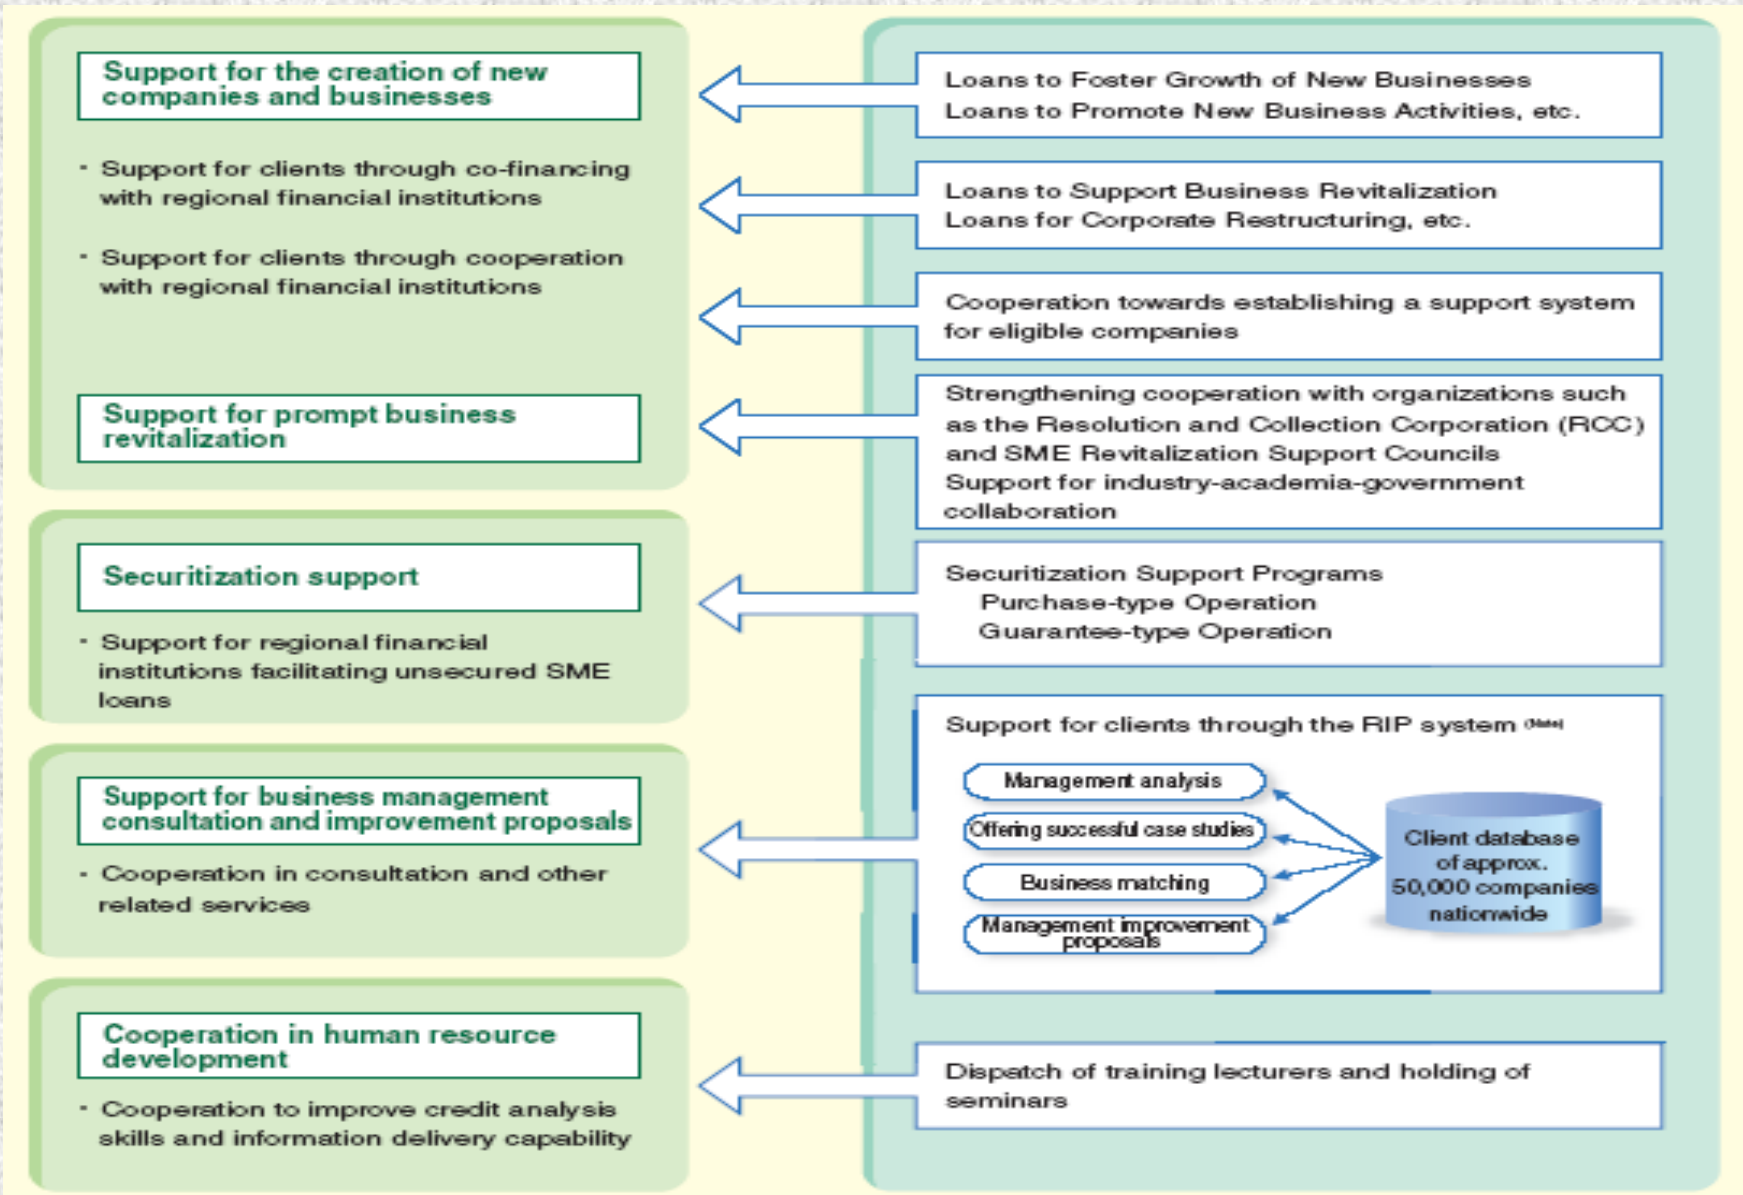 Support for the creation of new
companies and businesses
· Support for clients through co-financing
with regional financial institutions
· Support for clients through cooperation
with regional financial institutions
Support for prompt business
revitalization
Securitization support
· Support for regional financial
institutions facilitating unsecured SME
loans
Support for business management
consultation and improvement proposals
· Cooperation in consultation and other
related services
Cooperation in human resource
development
· Cooperation to improve credit analysis
skills and information delivery capability
Loans to Foster Growth of New Businesses
Loans to Promote New Business Activities, etc.
Loans to Support Business Revitalization
Loans for Corporate Restructuring, etc.
Cooperation towards establishing a support system
for eligible companies
Strengthening cooperation with organizations such
as the Resolution and Collection Corporation (RCC)
and SME Revitalization Support Councils
Support for industry-academia-government
collaboration
Securitization Support Programs
Purchase-type Operation
Guarantee-type Operation
Support for clients through the RIP system (Note)
Management analysis
Offering successful case studies
Business matching
Management improvement
proposals
Client database
of approx.
50,000 companies
nationwide
Dispatch of training lecturers and holding of
seminars